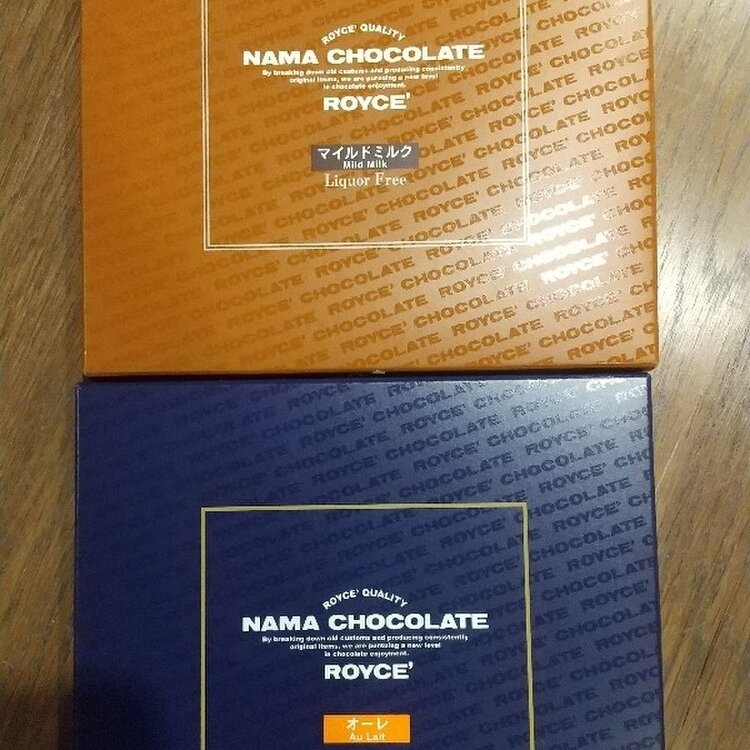 ROYCE' QUALITY
NAMA CHOCOLATE
By breaking down old customs and producing consistently
original items, we are pursuing a new level
in chocolate enjoyment.
ROYCE'
マイルドミルク
Mild Milk
Liquor Free
ROYCE' QUALITY
NAMA CHOCOLATE
By breaking down old customs and producing consistently
original items, we are pursuing a new level
in chocolate enjoyment.
ROYCE'
オーレ
Au Lait